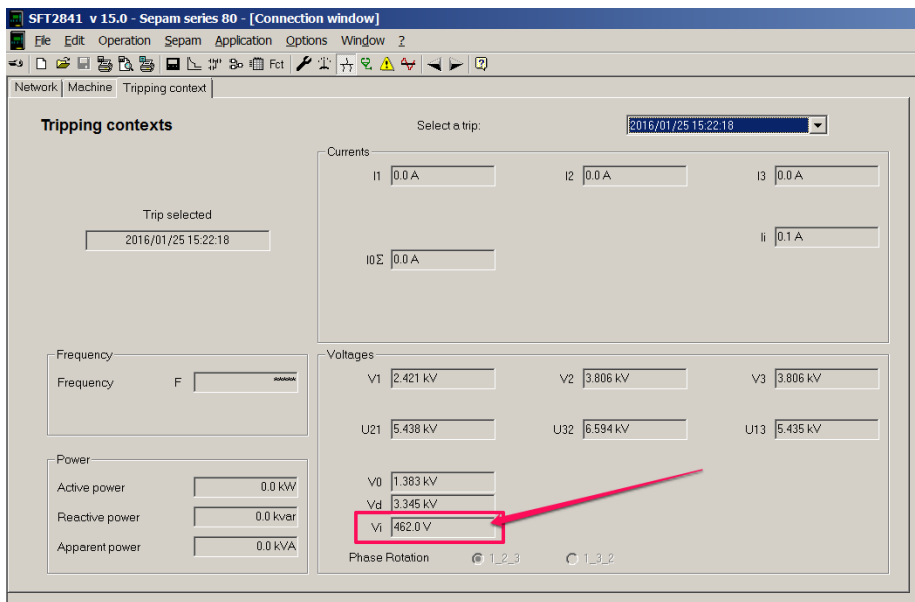 SFT2841 v 15.0 - Sepam series 80 - [Connection window]
File Edit Operation Sepam Application Options Window ?
Fct
Network Machine Tripping context
Tripping contexts
Select a trip: 2016/01/25 15:22:18
Trip selected
2016/01/25 15:22:18
Currents
I1 0.0 A I2 0.0 A I3 0.0 A
Ii 0.1 A
I0Σ 0.0 A
Frequency
Frequency F *****
Power
Active power 0.0 kW
Reactive power 0.0 kvar
Apparent power 0.0 kVA
Voltages
V1 2.421 kV V2 3.806 kV V3 3.806 kV
U21 5.438 kV U32 6.594 kV U13 5.435 kV
V0 1.383 kV
Vd 3.345 kV
Vi 462.0 V
Phase Rotation 1_2_3 1_3_2